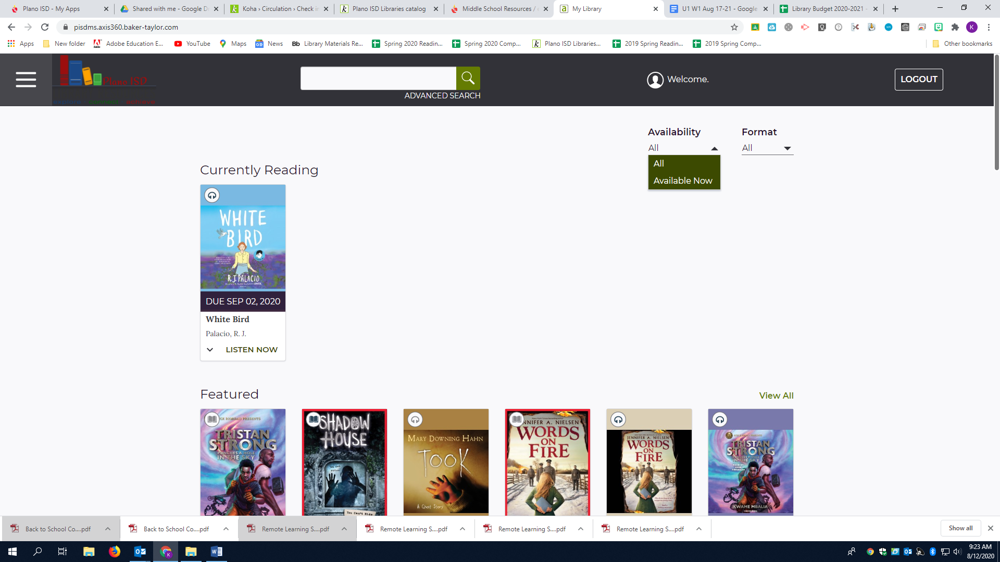 Plano ISD - My Apps
Shared with me - Google D
Koha › Circulation › Check in
Plano ISD Libraries catalog
Middle School Resources /
My Library
U1 W1 Aug 17-21 - Google
Library Budget 2020-2021 -
pisdms.axis360.baker-taylor.com
K
Apps
New folder
Adobe Education E...
YouTube
Maps
News
Bb Library Materials Re...
Spring 2020 Readin...
Spring 2020 Comp...
Plano ISD Libraries...
2019 Spring Readin...
2019 Spring Comp...
Other bookmarks
Plano ISD
ADVANCED SEARCH
Welcome.
LOGOUT
Availability
Format
All
All
All
Available Now
Currently Reading
WHITE
BIRD
R.J. PALACIO
DUE SEP 02, 2020
White Bird
Palacio, R. J.
LISTEN NOW
Featured
View All
RICK RIORDAN PRESENTS
TRISTAN
STRONG
PUNCHES A HOLE
IN THE SKY
SHADOW
HOUSE
You Can't Hide
MARY DOWNING HAHN
TOOK
A Ghost Story
JENNIFER A. NIELSEN
WORDS
ON
FIRE
JENNIFER A. NIELSEN
WORDS
ON
FIRE
TRISTAN
STRONG
PUNCHES A HOLE
IN THE SKY
KWAME MBALIA
Back to School Co....pdf
Back to School Co....pdf
Remote Learning S....pdf
Remote Learning S....pdf
Remote Learning S....pdf
Remote Learning S....pdf
Show all
9:23 AM
8/12/2020